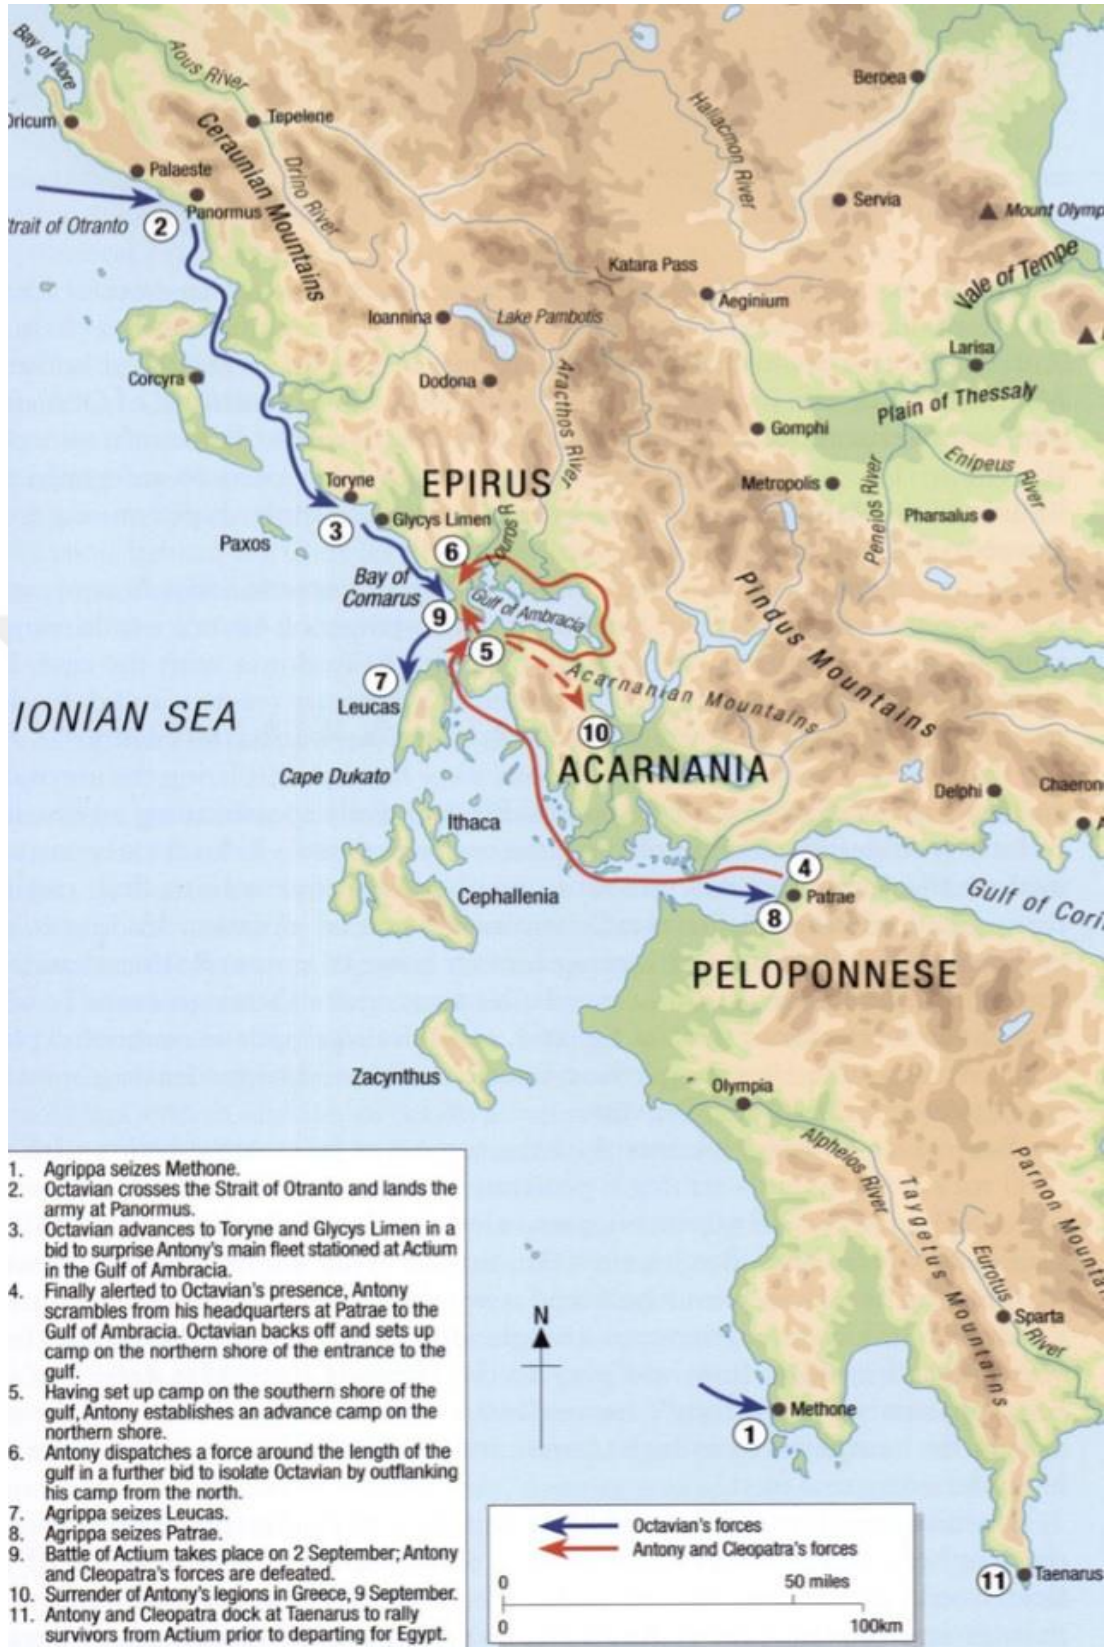 Bay of Vlore
Aous River
Beroea
Oricum
Tepelene
Haliacmon River
Ceraunian Mountains
Palaeste
Drino River
Servia
Panormus
Mount Olymp
2
trait of Otranto
Katara Pass
Vale of Tempe
Aeginium
Ioannina
Lake Pambotis
Larisa
Corcyra
Dodona
Aracthos River
Plain of Thessaly
Gomphi
Enipeus River
EPIRUS
Toryne
Metropolis
Peneios River
Glycys Limen
Louros R
Pharsalus
3
Paxos
6
Bay of
Comarus
Gulf of Ambracia
Pindus Mountains
9
5
7
Acarnanian Mountains
Leucas
IONIAN SEA
10
ACARNANIA
Cape Dukato
Delphi
Chaeron
A
Ithaca
4
Cephallenia
Patrae
Gulf of Corin
8
PELOPONNESE
Zacynthus
Olympia
Alpheios River
Parnon Mountain
Taygetus Mountains
Eurotus River
Sparta
N
Methone
1
11
Taenarus
1. Agrippa seizes Methone.
2. Octavian crosses the Strait of Otranto and lands the
army at Panormus.
3. Octavian advances to Toryne and Glycys Limen in a
bid to surprise Antony's main fleet stationed at Actium
in the Gulf of Ambracia.
4. Finally alerted to Octavian's presence, Antony
scrambles from his headquarters at Patrae to the
Gulf of Ambracia. Octavian backs off and sets up
camp on the northern shore of the entrance to the
gulf.
5. Having set up camp on the southern shore of the
gulf, Antony establishes an advance camp on the
northern shore.
6. Antony dispatches a force around the length of the
gulf in a further bid to isolate Octavian by outflanking
his camp from the north.
7. Agrippa seizes Leucas.
8. Agrippa seizes Patrae.
9. Battle of Actium takes place on 2 September; Antony
and Cleopatra's forces are defeated.
10. Surrender of Antony's legions in Greece, 9 September.
11. Antony and Cleopatra dock at Taenarus to rally
survivors from Actium prior to departing for Egypt.
Octavian's forces
Antony and Cleopatra's forces
0 50 miles
0 100km